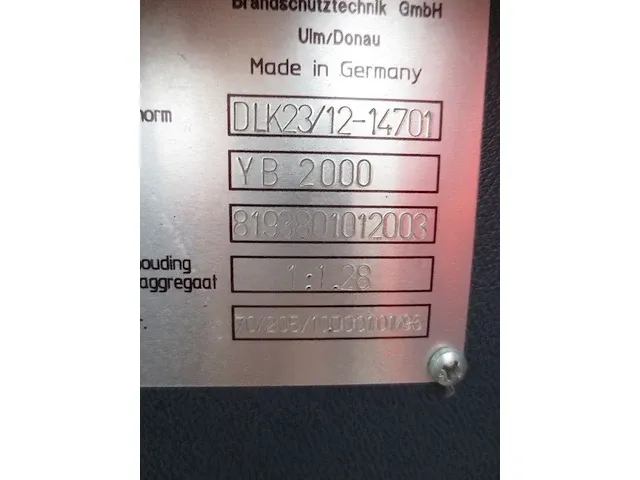 Brandschutztechnik GmbH
Ulm/Donau
Made in Germany
norm DLK23/12-14701
YB 2000
8193801012003
houding
aggregaat 1:1.28